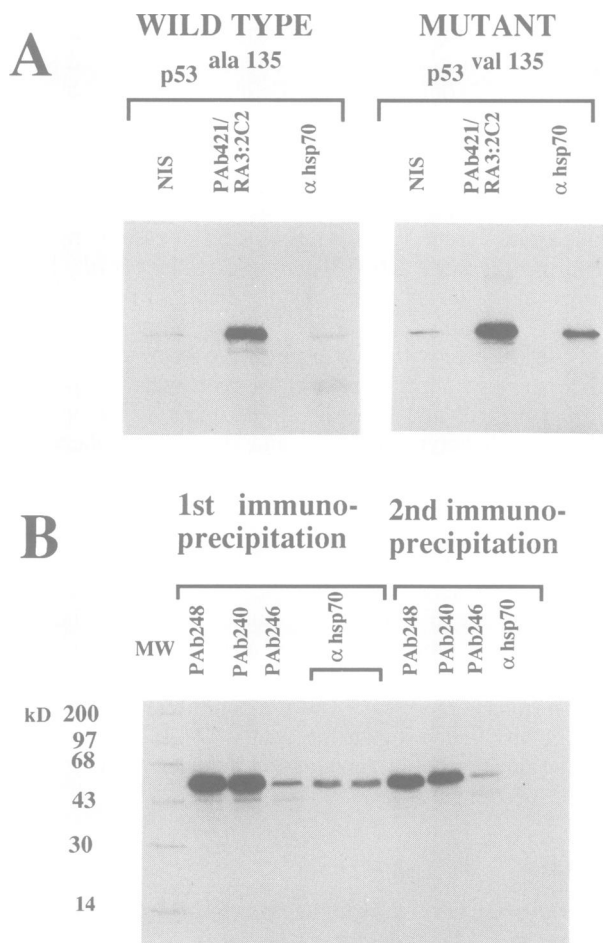 A
WILD TYPE
p53 ala 135
NIS
PAb421/
RA3:2C2
α hsp70
MUTANT
p53 val 135
NIS
PAb421/
RA3:2C2
α hsp70
B
1st immuno-
precipitation
2nd immuno-
precipitation
MW
PAb248
PAb240
PAb246
α hsp70
PAb248
PAb240
PAb246
α hsp70
kD 200
97
68
43
30
14